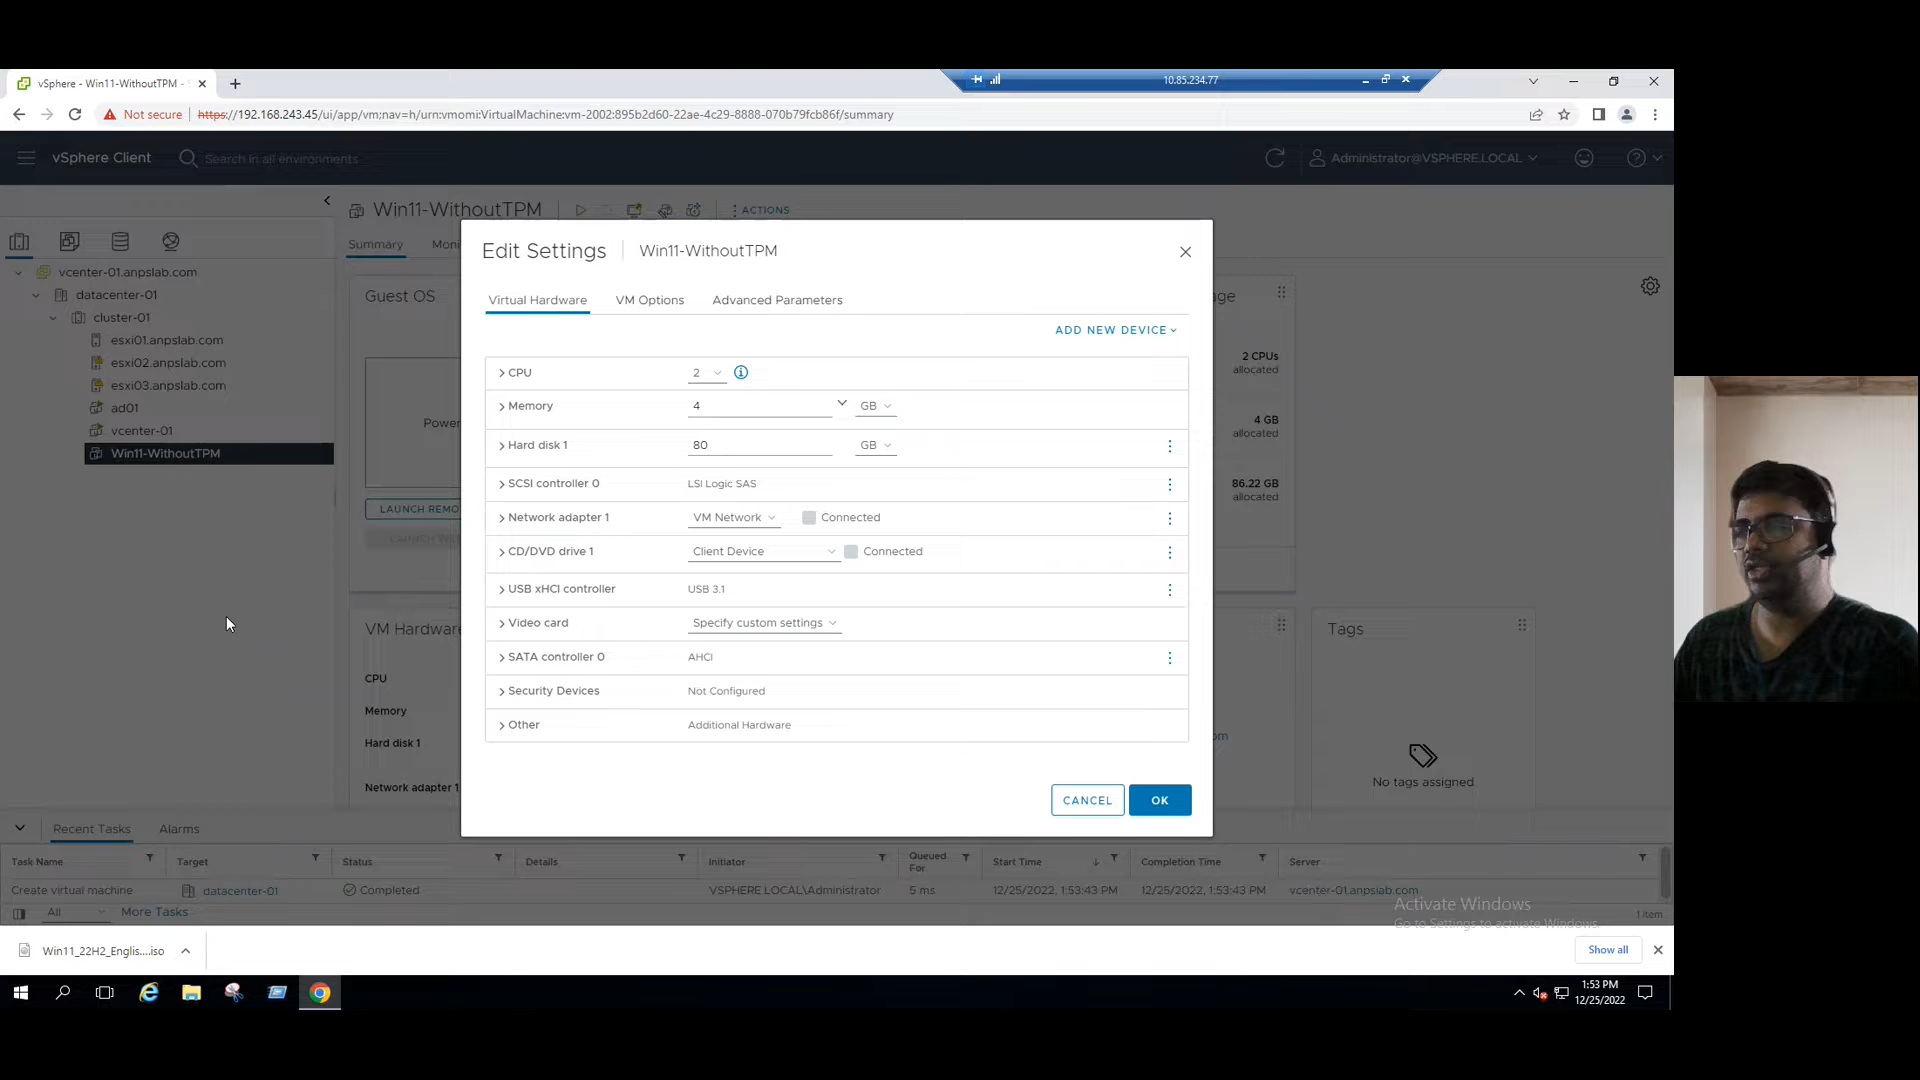 vSphere - Win11-WithoutTPM -
10.85.234.77
Not secure
https://192.168.243.45/ui/app/vm;nav=h/urn:vmomi:VirtualMachine:vm-2002:895b2d60-22ae-4c29-8888-070b79fcb86f/summary
vSphere Client
Search in all environments
Administrator@VSPHERE.LOCAL
Win11-WithoutTPM
ACTIONS
Summary
Moni
vcenter-01.anpslab.com
datacenter-01
cluster-01
esxi01.anpslab.com
esxi02.anpslab.com
esxi03.anpslab.com
ad01
vcenter-01
Win11-WithoutTPM
Guest OS
Power
LAUNCH REMO
LAUNCH WE
VM Hardware
CPU
Memory
Hard disk 1
Network adapter 1
Edit Settings
Win11-WithoutTPM
Virtual Hardware
VM Options
Advanced Parameters
ADD NEW DEVICE
CPU 2
Memory 4 GB
Hard disk 1 80 GB
SCSI controller 0 LSI Logic SAS
Network adapter 1 VM Network Connected
CD/DVD drive 1 Client Device Connected
USB xHCI controller USB 3.1
Video card Specify custom settings
SATA controller 0 AHCI
Security Devices Not Configured
Other Additional Hardware
CANCEL
OK
age
2 CPUs
allocated
4 GB
allocated
86.22 GB
allocated
om
Tags
No tags assigned
Recent Tasks
Alarms
Task Name Target Status Details Initiator Queued For Start Time Completion Time Server
Create virtual machine datacenter-01 Completed VSPHERE.LOCAL\Administrator 5 ms 12/25/2022, 1:53:43 PM 12/25/2022, 1:53:43 PM vcenter-01.anpslab.com
All
More Tasks
1 item
Activate Windows
Go to Settings to activate Windows.
Win11_22H2_Englis....iso
Show all
1:53 PM
12/25/2022